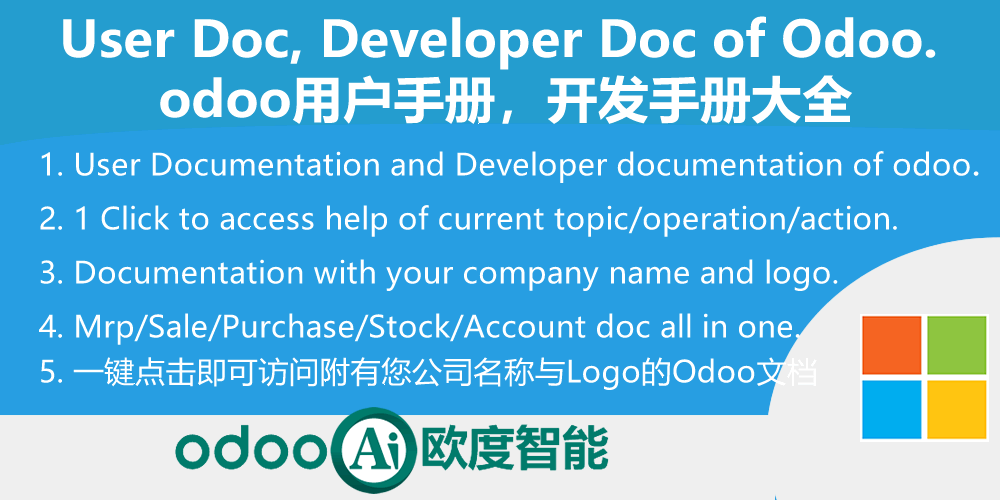 User Doc, Developer Doc of Odoo.
odoo用户手册，开发手册大全
1. User Documentation and Developer documentation of odoo.
2. 1 Click to access help of current topic/operation/action.
3. Documentation with your company name and logo.
4. Mrp/Sale/Purchase/Stock/Account doc all in one.
5. 一键点击即可访问附有您公司名称与Logo的Odoo文档
odoo Ai 欧度智能